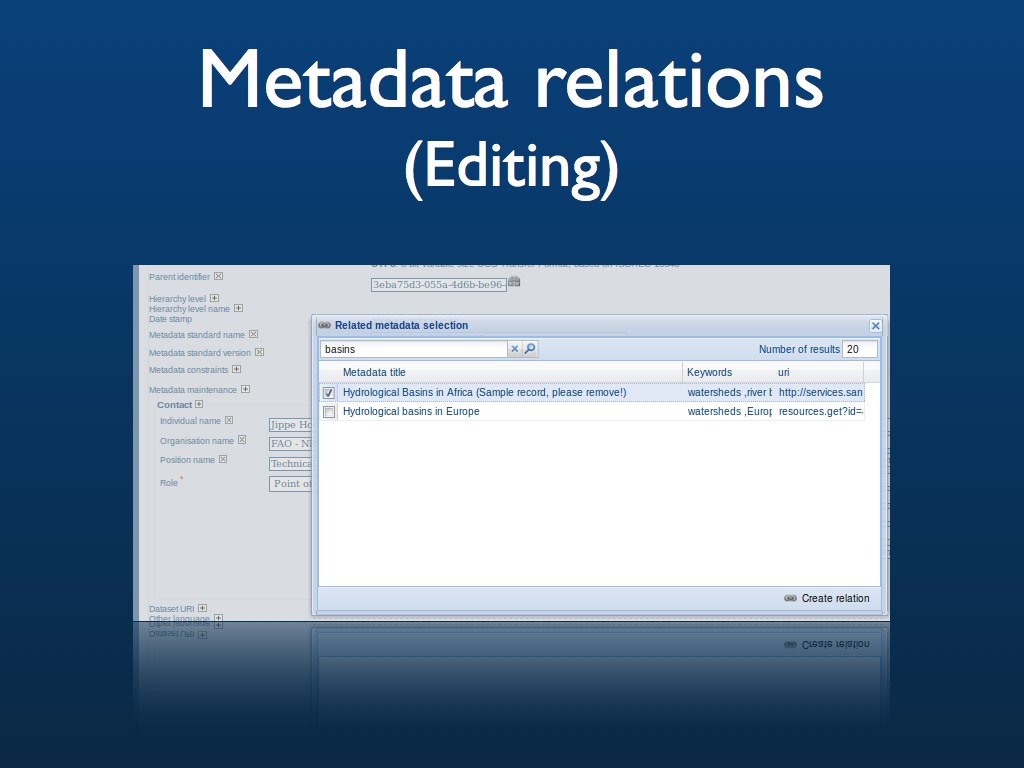 Metadata relations
(Editing)
Parent identifier
3eba75d3-055a-4d6b-be96-
Hierarchy level
Hierarchy level name
Date stamp
Metadata standard name
Metadata standard version
Metadata constraints
Metadata maintenance
Contact
Individual name
Jippe
Organisation name
FAO -
Position name
Role *
Point of
Dataset URI
Other language
Related metadata selection
basins
Number of results 20
Metadata title Keywords uri
Hydrological Basins in Africa (Sample record, please remove!) watersheds ,river http://services.san
Hydrological basins in Europe watersheds ,Europ resources.get?id=
Create relation